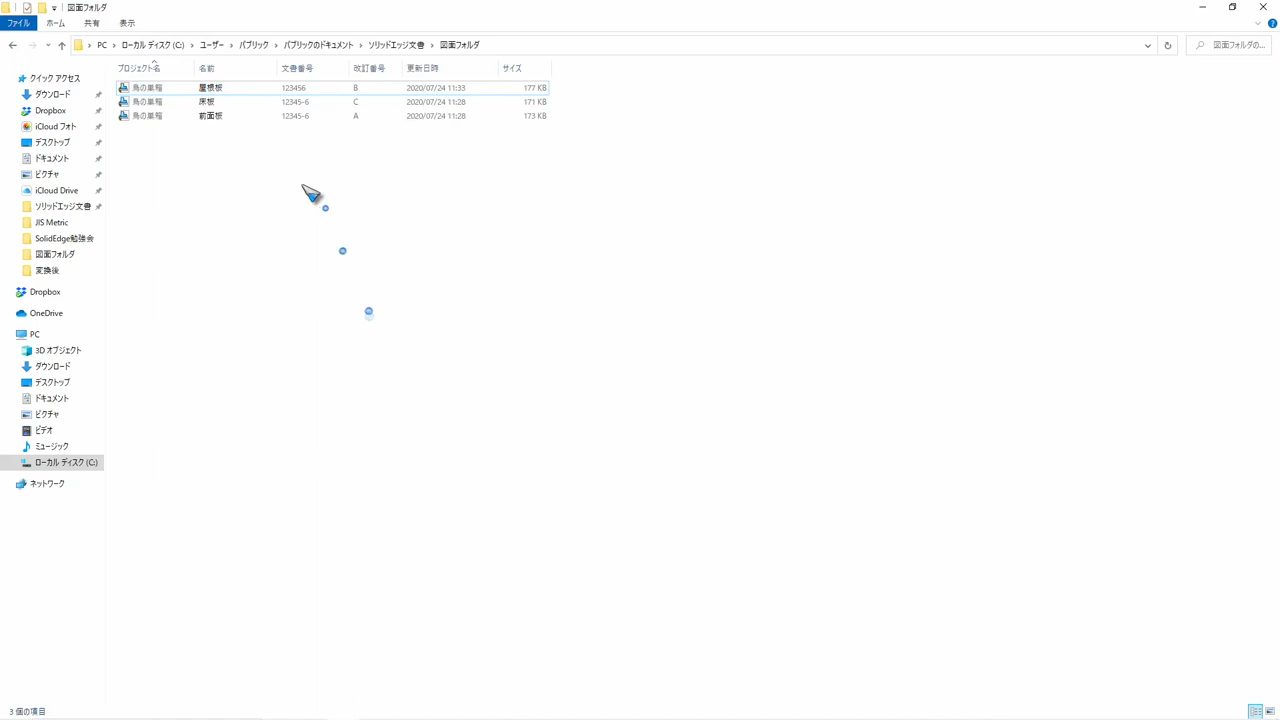 図面フォルダ
ファイル ホーム 共有 表示
PC › ローカル ディスク (C:) › ユーザー › パブリック › パブリックのドキュメント › ソリッドエッジ文書 › 図面フォルダ
図面フォルダの...
プロジェクト名 名前 文書番号 改訂番号 更新日時 サイズ
鳥の巣箱 屋根板 123456 B 2020/07/24 11:33 177 KB
鳥の巣箱 床板 12345-6 C 2020/07/24 11:28 171 KB
鳥の巣箱 前面板 12345-6 A 2020/07/24 11:28 173 KB
クイック アクセス
ダウンロード
Dropbox
iCloud フォト
デスクトップ
ドキュメント
ピクチャ
iCloud Drive
ソリッドエッジ文書
JIS Metric
SolidEdge勉強会
図面フォルダ
変換後
Dropbox
OneDrive
PC
3D オブジェクト
ダウンロード
デスクトップ
ドキュメント
ピクチャ
ビデオ
ミュージック
ローカル ディスク (C:)
ネットワーク
3 個の項目